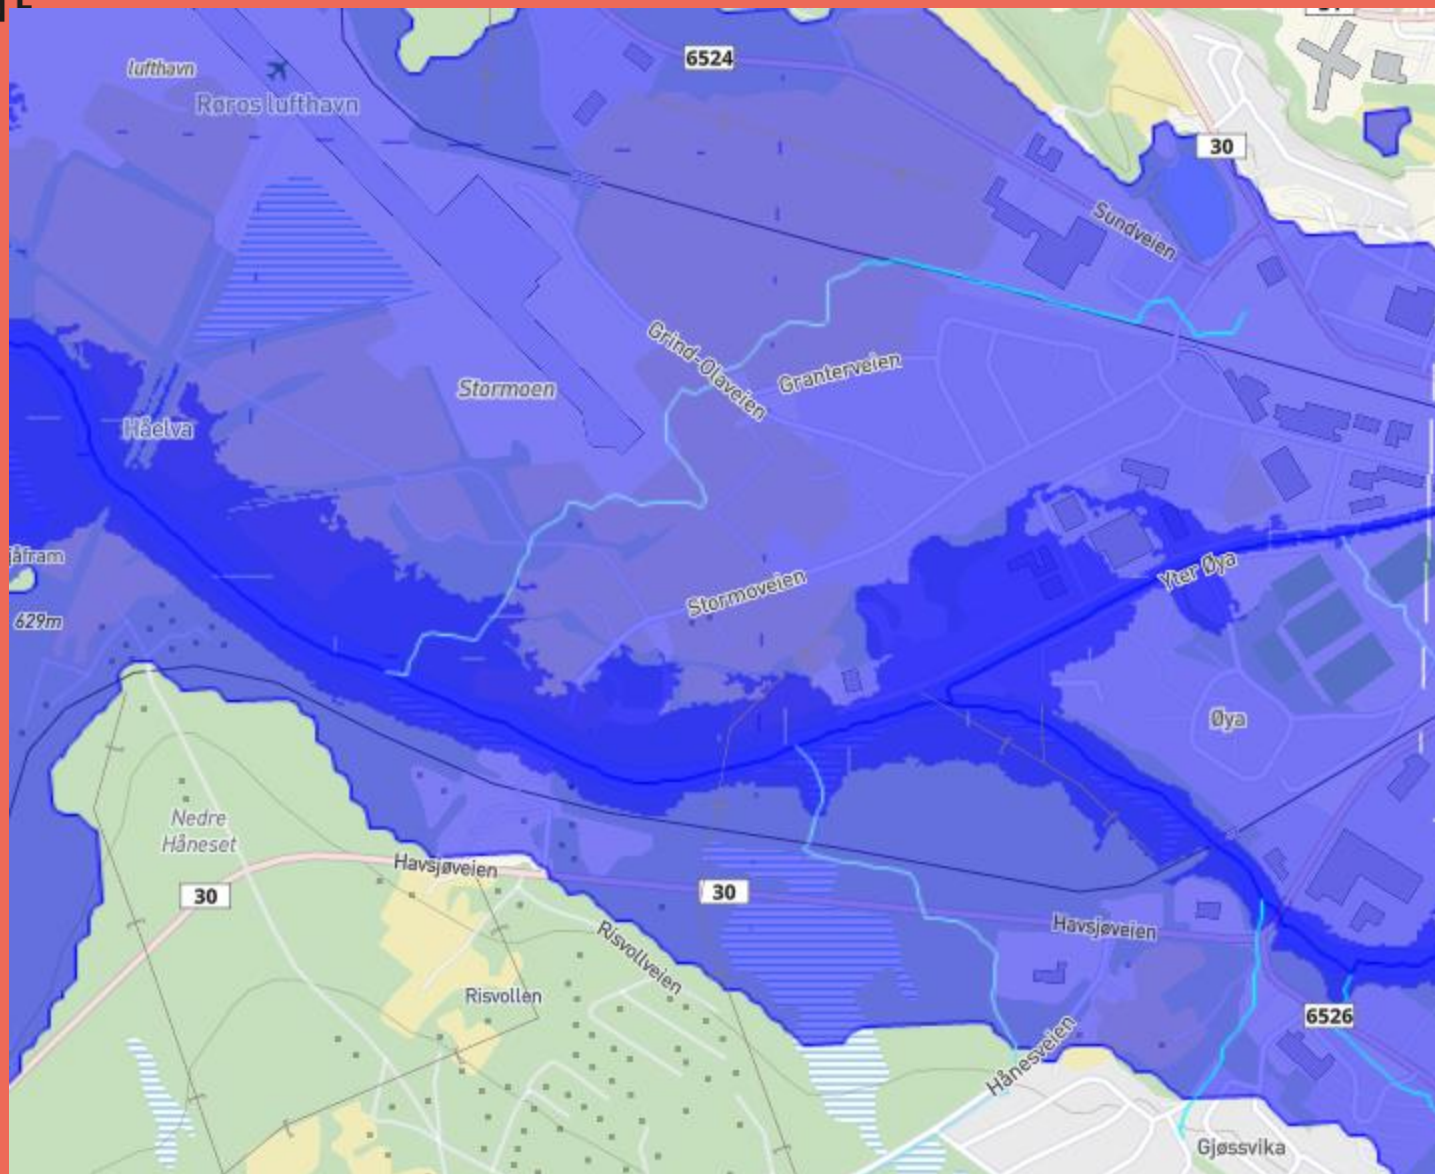 6524
lufthavn
Røros lufthavn
30
Sundveien
Grind-Olaveien
Granterveien
Stormoen
Håelva
Stormoveien
Yter Øya
629m
Øya
Nedre
Håneset
Havsjøveien
30
30
Risvollveien
Havsjøveien
Risvollen
6526
Hånesveien
Gjøssvika